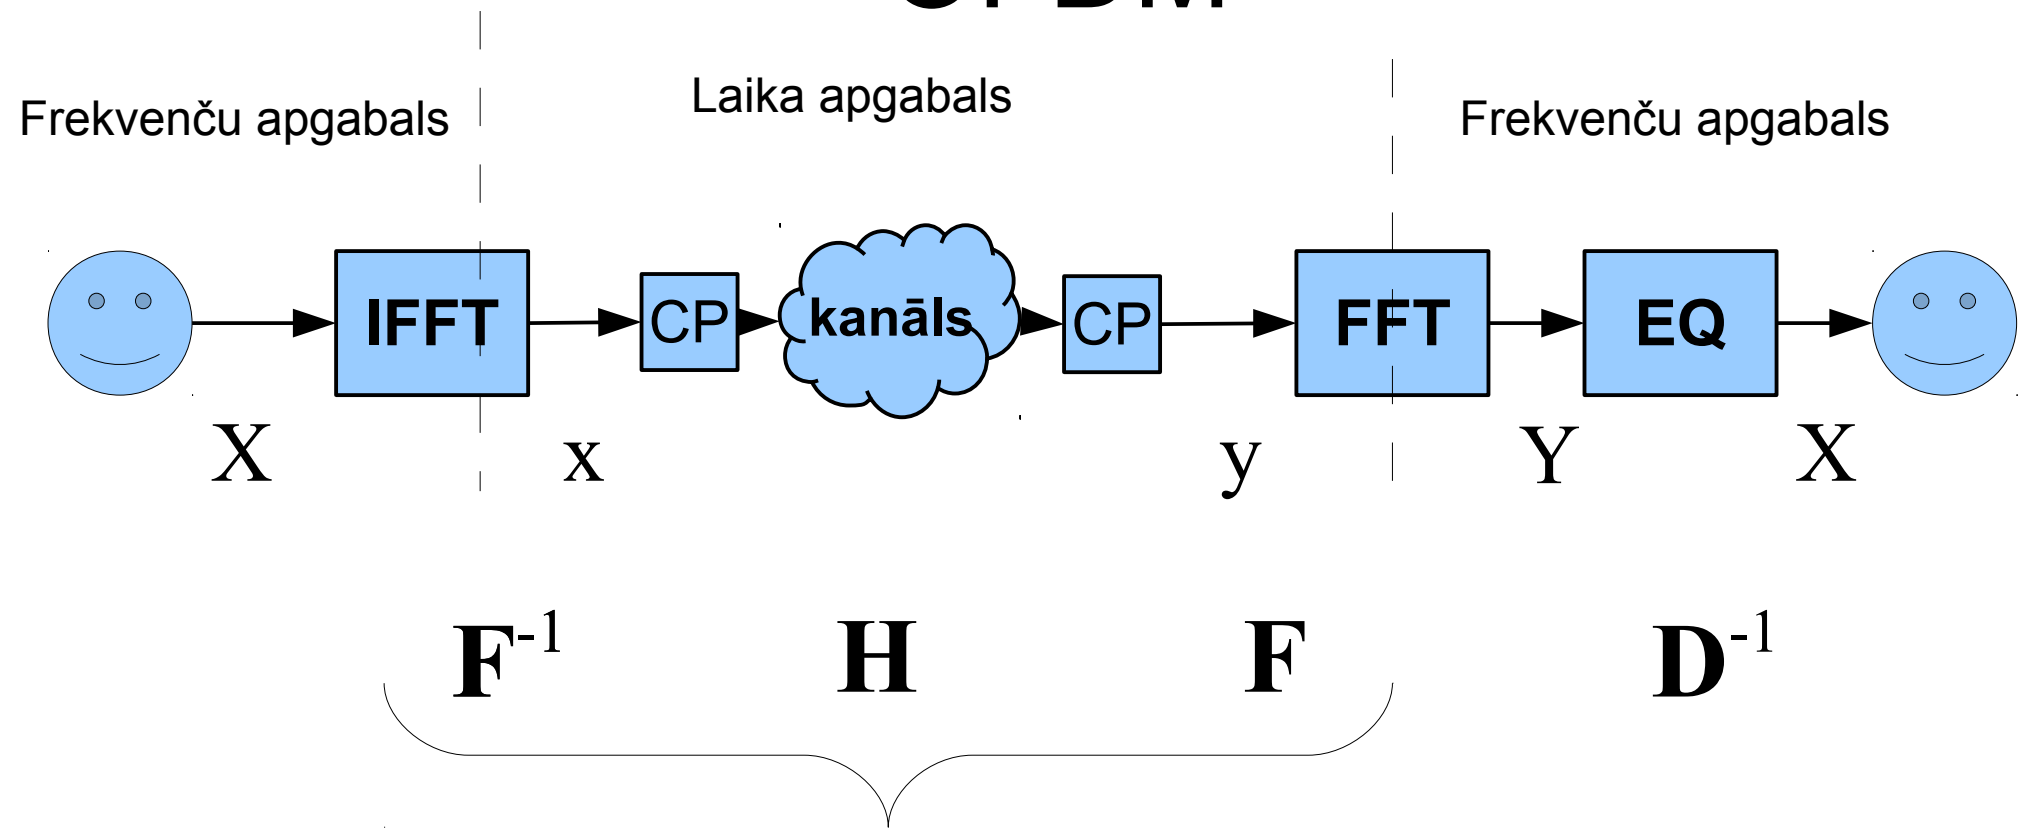 Frekvenču apgabals Laika apgabals Frekvenču apgabals
IFFT CP kanāls CP FFT EQ
X x y Y X
F-1 H F D-1